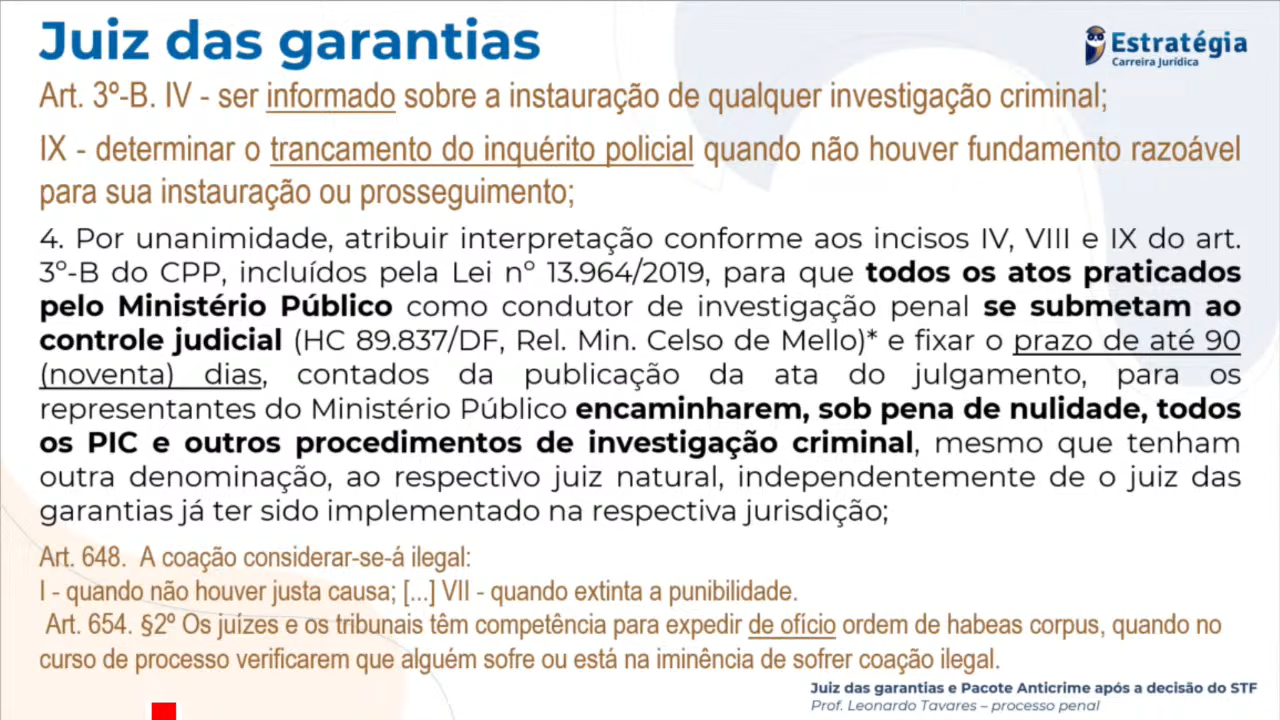 Juiz das garantias
Estratégia
Carreira Jurídica
Art. 3º-B. IV - ser informado sobre a instauração de qualquer investigação criminal;
IX - determinar o trancamento do inquérito policial quando não houver fundamento razoável
para sua instauração ou prosseguimento;
4. Por unanimidade, atribuir interpretação conforme aos incisos IV, VIII e IX do art.
3º-B do CPP, incluídos pela Lei nº 13.964/2019, para que todos os atos praticados
pelo Ministério Público como condutor de investigação penal se submetam ao
controle judicial (HC 89.837/DF, Rel. Min. Celso de Mello)* e fixar o prazo de até 90
(noventa) dias, contados da publicação da ata do julgamento, para os
representantes do Ministério Público encaminharem, sob pena de nulidade, todos
os PIC e outros procedimentos de investigação criminal, mesmo que tenham
outra denominação, ao respectivo juiz natural, independentemente de o juiz das
garantias já ter sido implementado na respectiva jurisdição;
Art. 648. A coação considerar-se-á ilegal:
I - quando não houver justa causa; [...] VII - quando extinta a punibilidade.
Art. 654. §2º Os juízes e os tribunais têm competência para expedir de ofício ordem de habeas corpus, quando no
curso de processo verificarem que alguém sofre ou está na iminência de sofrer coação ilegal.
Juiz das garantias e Pacote Anticrime após a decisão do STF
Prof. Leonardo Tavares – processo penal